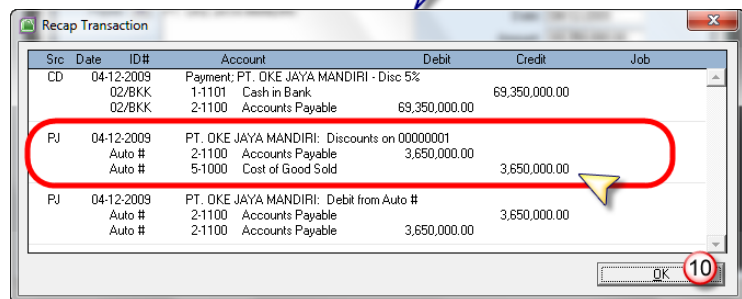 Recap Transaction
Src Date ID# Account Debit Credit Job
CD 04-12-2009 Payment; PT. OKE JAYA MANDIRI - Disc 5%
02/BKK 1-1101 Cash in Bank 69,350,000.00
02/BKK 2-1100 Accounts Payable 69,350,000.00
PJ 04-12-2009 PT. OKE JAYA MANDIRI: Discounts on 00000001
Auto # 2-1100 Accounts Payable 3,650,000.00
Auto # 5-1000 Cost of Good Sold 3,650,000.00
PJ 04-12-2009 PT. OKE JAYA MANDIRI: Debit from Auto #
Auto # 2-1100 Accounts Payable 3,650,000.00
Auto # 2-1100 Accounts Payable 3,650,000.00
OK 10